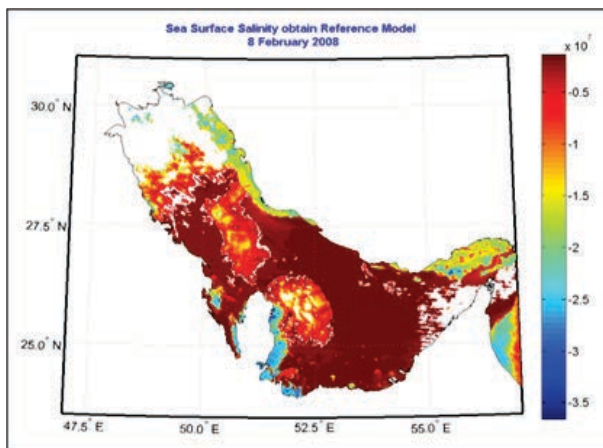 Sea Surface Salinity obtain Reference Model
8 February 2008
x 10⁷
30.0° N
27.5° N
25.0° N
47.5° E
50.0° E
52.5° E
55.0° E
-0.5
-1
-1.5
-2
-2.5
-3
-3.5